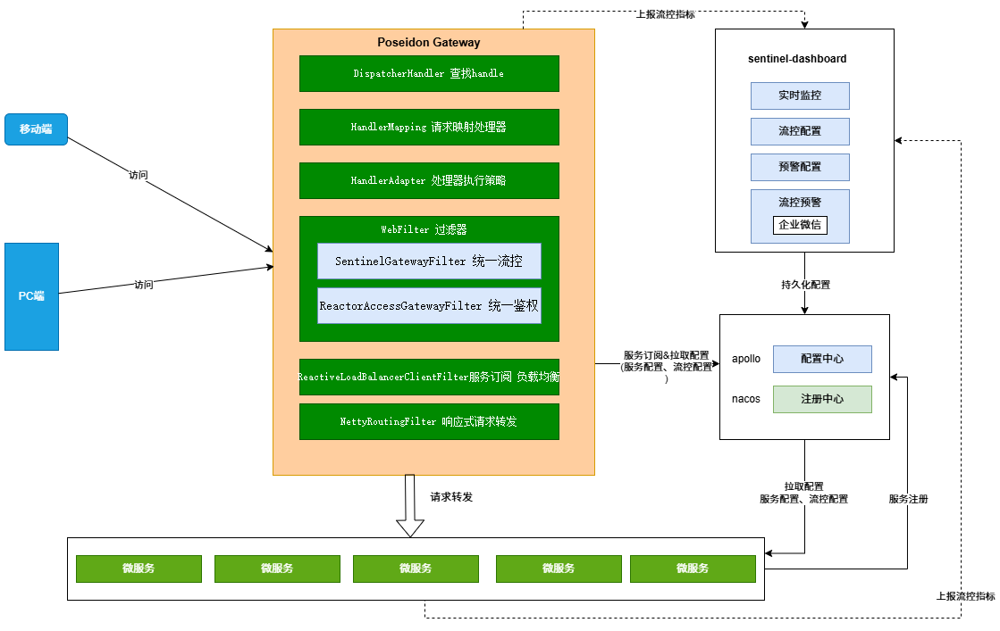 上报流控指标
Poseidon Gateway
DispatcherHandler 查找handle
HandlerMapping 请求映射处理器
HandlerAdapter 处理器执行策略
WebFilter 过滤器
SentinelGatewayFilter 统一流控
ReactorAccessGatewayFilter 统一鉴权
ReactiveLoadBalancerClientFilter服务订阅 负载均衡
NettyRoutingFilter 响应式请求转发
移动端
访问
PC端
访问
sentinel-dashboard
实时监控
流控配置
预警配置
流控预警
企业微信
持久化配置
服务订阅&拉取配置
(服务配置、流控配置
)
apollo
配置中心
nacos
注册中心
拉取配置
服务配置、流控配置
服务注册
请求转发
微服务
微服务
微服务
微服务
微服务
上报流控指标